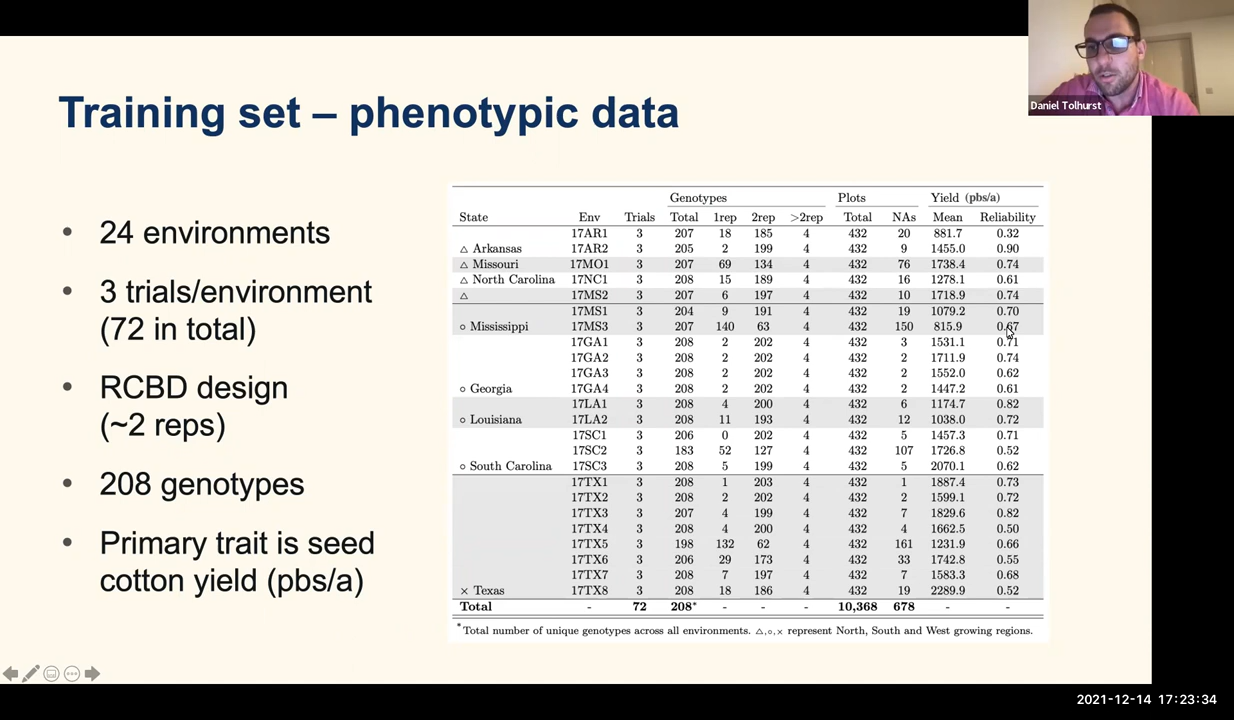 Daniel Tolhurst
Training set – phenotypic data
• 24 environments
• 3 trials/environment
(72 in total)
• RCBD design
(~2 reps)
• 208 genotypes
• Primary trait is seed
cotton yield (pbs/a)
Genotypes Plots Yield (pbs/a)
State Env Trials Total 1rep 2rep >2rep Total NAs Mean Reliability
17AR1 3 207 18 185 4 432 20 881.7 0.32
△ Arkansas 17AR2 3 205 2 199 4 432 9 1455.0 0.90
△ Missouri 17MO1 3 207 69 134 4 432 76 1738.4 0.74
△ North Carolina 17NC1 3 208 15 189 4 432 16 1278.1 0.61
△ 17MS2 3 207 6 197 4 432 10 1718.9 0.74
17MS1 3 204 9 191 4 432 19 1079.2 0.70
○ Mississippi 17MS3 3 207 140 63 4 432 150 815.9 0.67
17GA1 3 208 2 202 4 432 3 1531.1 0.71
17GA2 3 208 2 202 4 432 2 1711.9 0.74
17GA3 3 208 2 202 4 432 2 1552.0 0.62
○ Georgia 17GA4 3 208 2 202 4 432 2 1447.2 0.61
17LA1 3 208 4 200 4 432 6 1174.7 0.82
○ Louisiana 17LA2 3 208 11 193 4 432 12 1038.0 0.72
17SC1 3 206 0 202 4 432 5 1457.3 0.71
17SC2 3 183 52 127 4 432 107 1726.8 0.52
○ South Carolina 17SC3 3 208 5 199 4 432 5 2070.1 0.62
17TX1 3 208 1 203 4 432 1 1887.4 0.73
17TX2 3 208 2 202 4 432 2 1599.1 0.72
17TX3 3 207 4 199 4 432 7 1829.6 0.82
17TX4 3 208 4 200 4 432 4 1662.5 0.50
17TX5 3 198 132 62 4 432 161 1231.9 0.66
17TX6 3 206 29 173 4 432 33 1742.8 0.55
17TX7 3 208 7 197 4 432 7 1583.3 0.68
× Texas 17TX8 3 208 18 186 4 432 19 2289.9 0.52
Total - 72 208* - - - 10,368 678 - -
*Total number of unique genotypes across all environments. △,○,× represent North, South and West growing regions.
2021-12-14 17:23:34